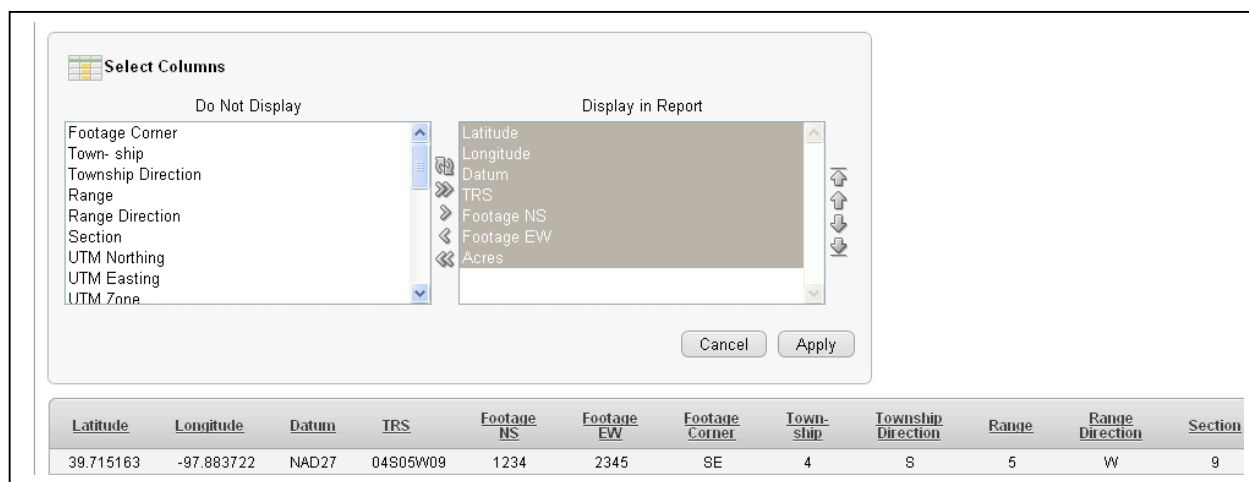 Select Columns
Do Not Display
Display in Report
Footage Corner
Town- ship
Township Direction
Range
Range Direction
Section
UTM Northing
UTM Easting
UTM Zone
Latitude
Longitude
Datum
TRS
Footage NS
Footage EW
Acres
Cancel Apply
Latitude Longitude Datum TRS Footage NS Footage EW Footage Corner Town- ship Township Direction Range Range Direction Section
39.715163 -97.883722 NAD27 04S05W09 1234 2345 SE 4 S 5 W 9